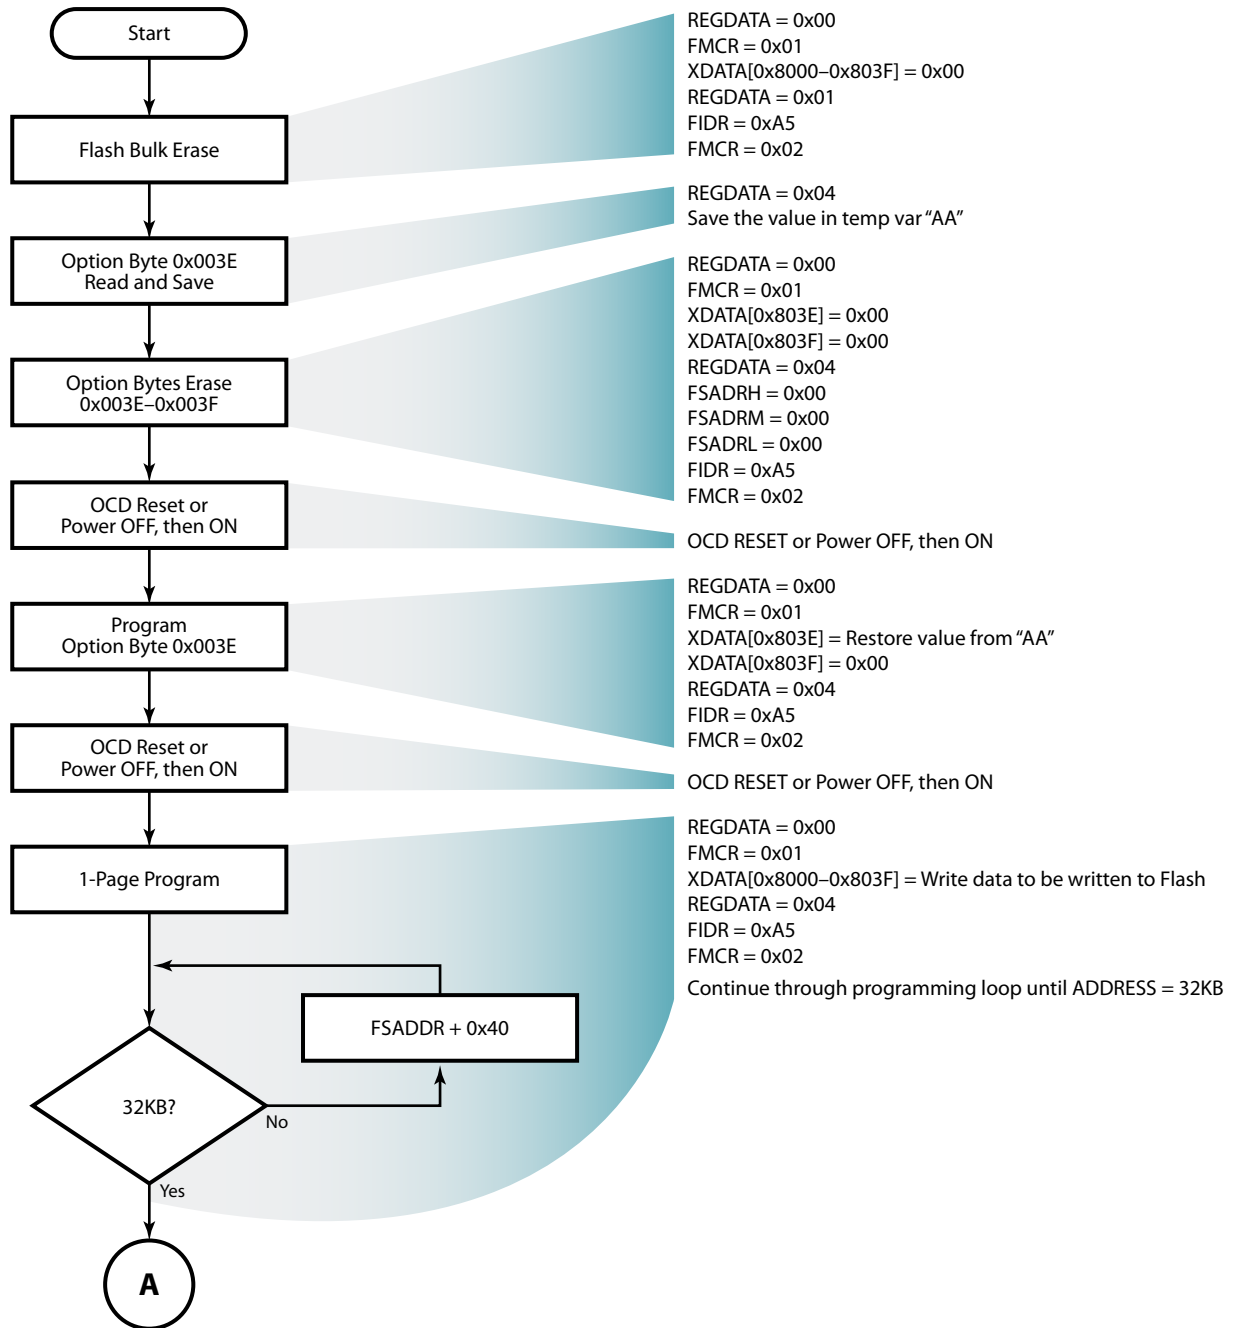 Start
REGDATA = 0x00
FMCR = 0x01
XDATA[0x8000–0x803F] = 0x00
REGDATA = 0x01
FIDR = 0xA5
FMCR = 0x02
Flash Bulk Erase
REGDATA = 0x04
Save the value in temp var “AA”
Option Byte 0x003E
Read and Save
REGDATA = 0x00
FMCR = 0x01
XDATA[0x803E] = 0x00
XDATA[0x803F] = 0x00
REGDATA = 0x04
FSADRH = 0x00
FSADRM = 0x00
FSADRL = 0x00
FIDR = 0xA5
FMCR = 0x02
Option Bytes Erase
0x003E–0x003F
OCD Reset or
Power OFF, then ON
OCD RESET or Power OFF, then ON
Program
Option Byte 0x003E
REGDATA = 0x00
FMCR = 0x01
XDATA[0x803E] = Restore value from “AA”
XDATA[0x803F] = 0x00
REGDATA = 0x04
FIDR = 0xA5
FMCR = 0x02
OCD Reset or
Power OFF, then ON
OCD RESET or Power OFF, then ON
1-Page Program
REGDATA = 0x00
FMCR = 0x01
XDATA[0x8000–0x803F] = Write data to be written to Flash
REGDATA = 0x04
FIDR = 0xA5
FMCR = 0x02
Continue through programming loop until ADDRESS = 32KB
FSADDR + 0x40
32KB?
No
Yes
A